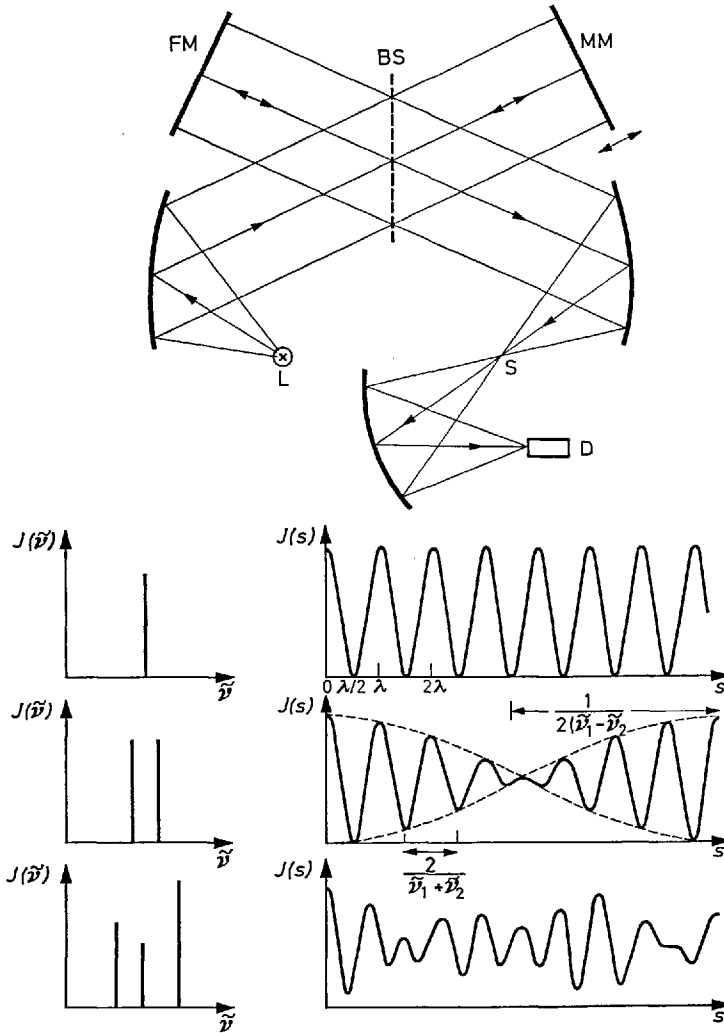 FM
BS
MM
L
S
D
J(ν̃)
ν̃
J(s)
0 λ/2 λ 2λ
s
J(ν̃)
ν̃
J(s)
1
2(ν̃₁-ν̃₂
s
2
ν̃₁ + ν̃₂
J(ν̃)
ν̃
J(s)
s